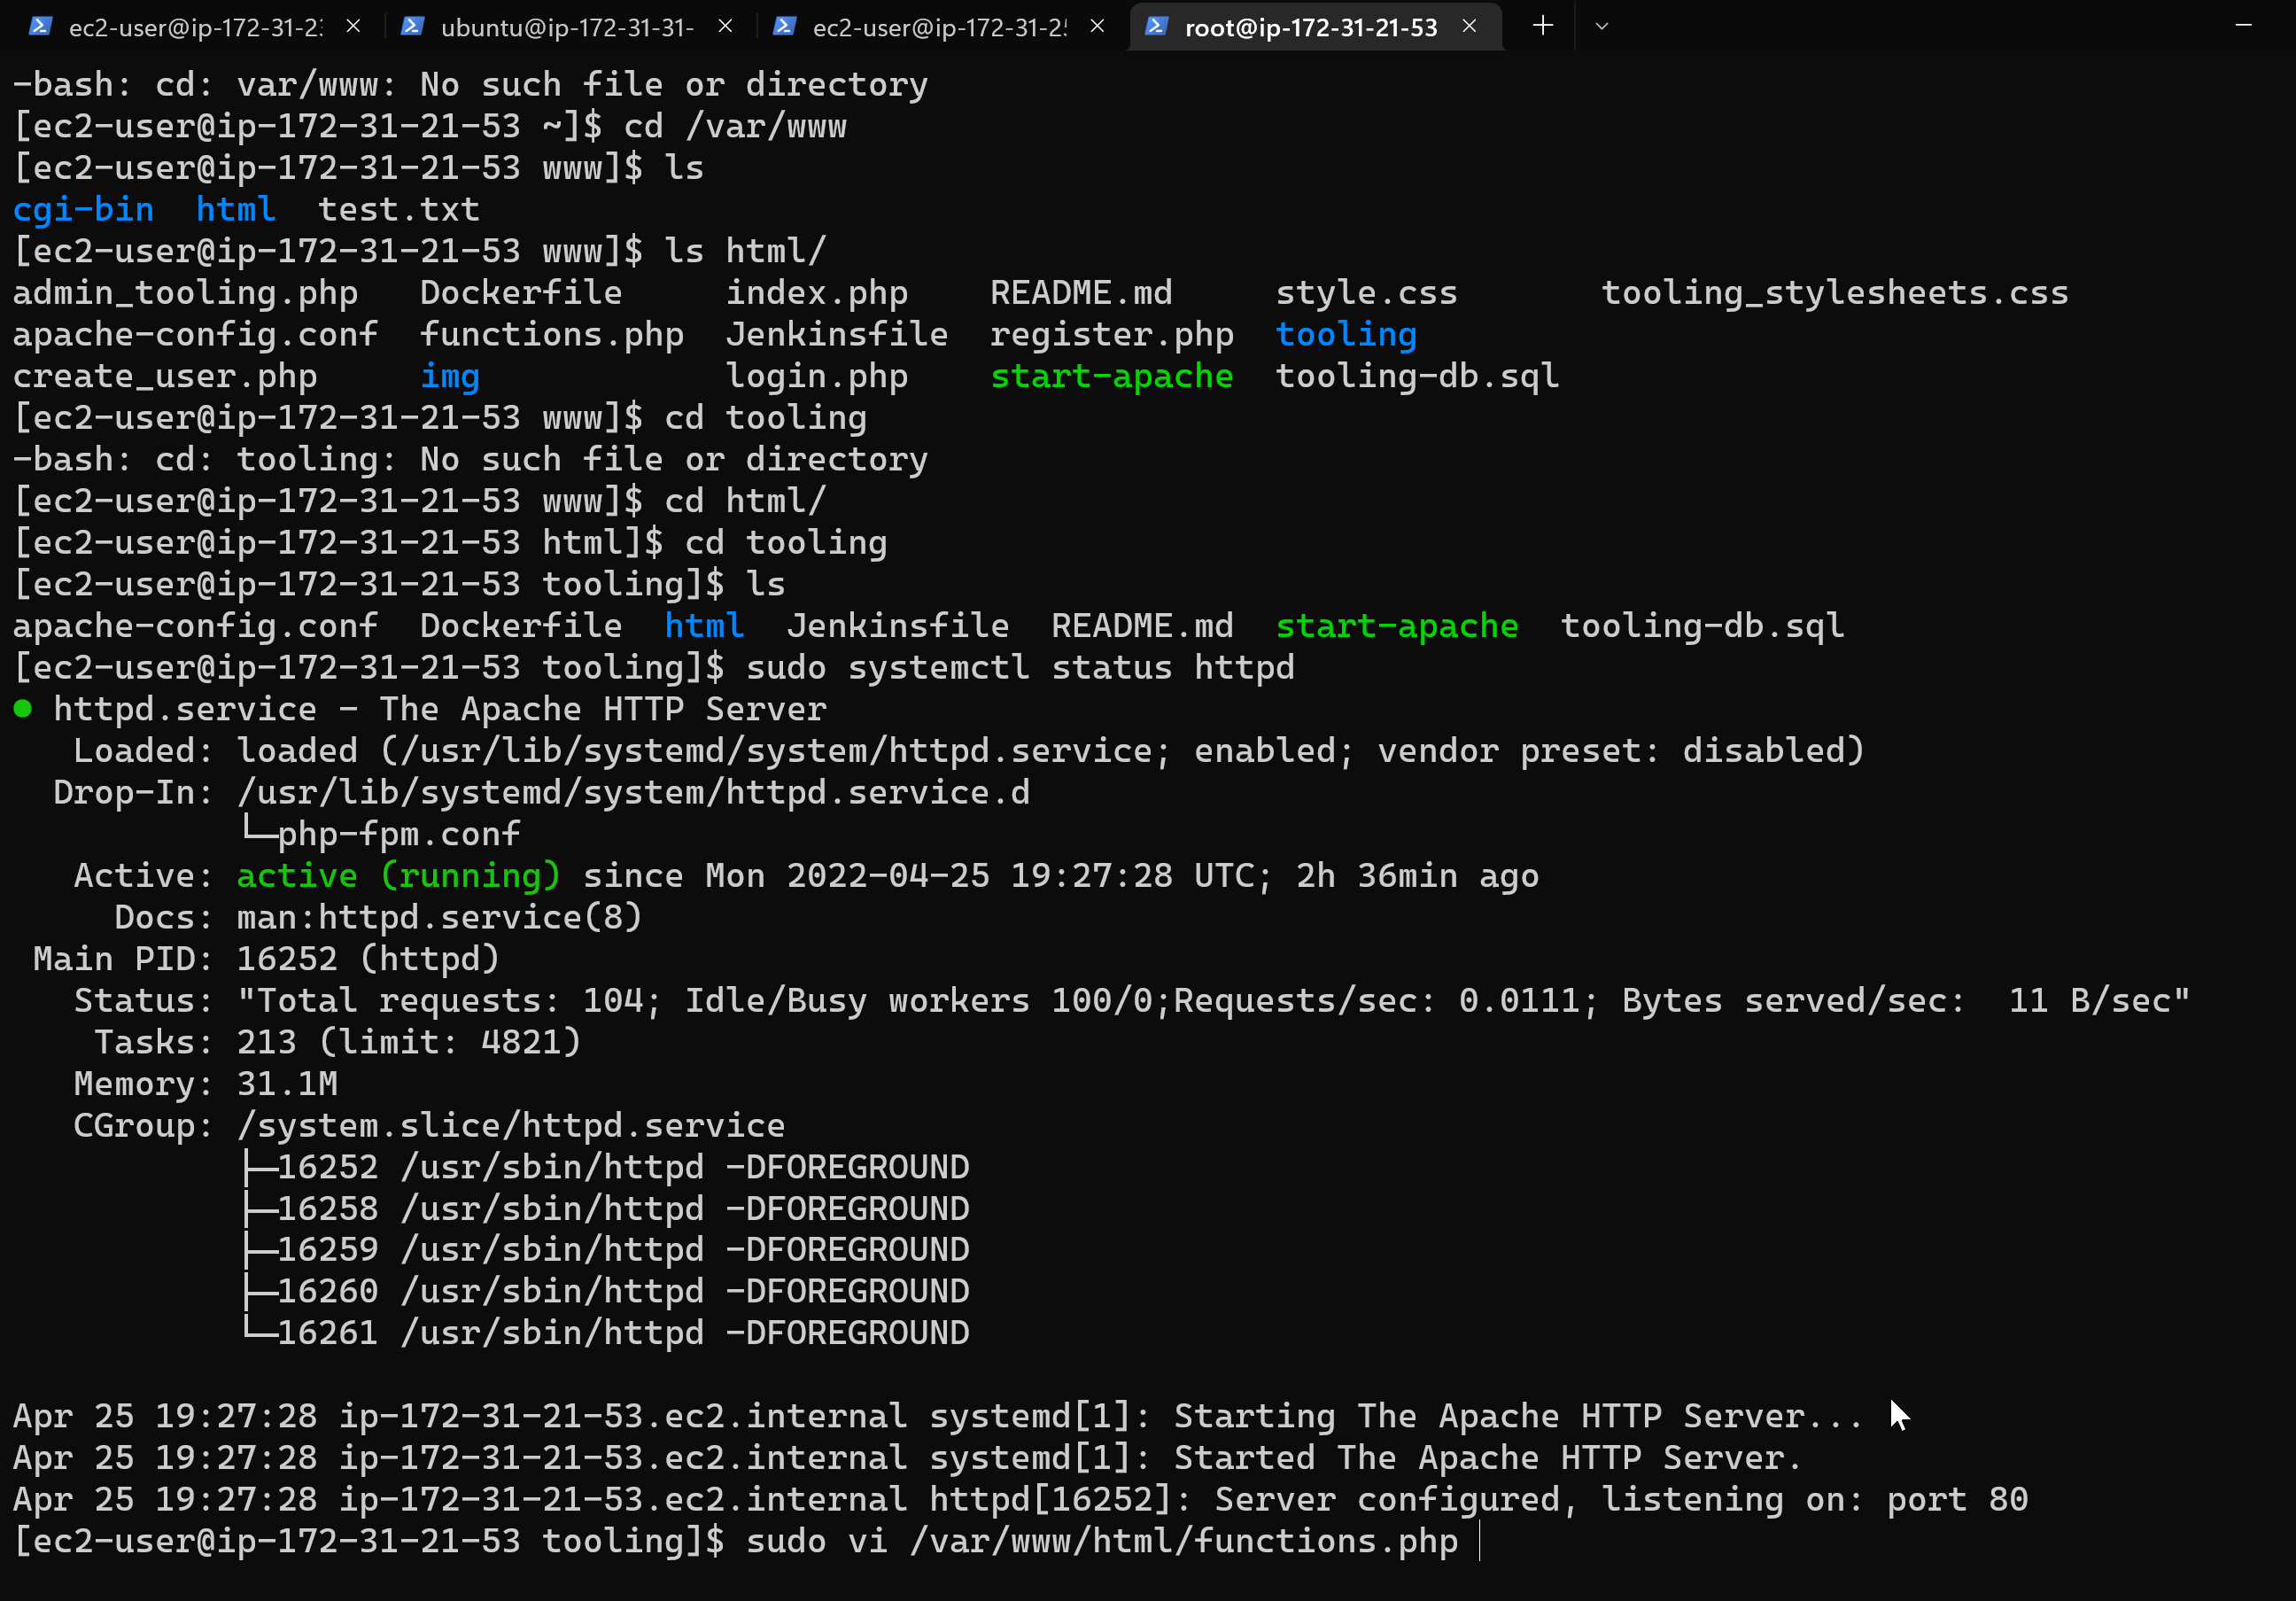 ec2-user@ip-172-31-2 ubuntu@ip-172-31-31- ec2-user@ip-172-31-2 root@ip-172-31-21-53
-bash: cd: var/www: No such file or directory
[ec2-user@ip-172-31-21-53 ~]$ cd /var/www
[ec2-user@ip-172-31-21-53 www]$ ls
cgi-bin  html  test.txt
[ec2-user@ip-172-31-21-53 www]$ ls html/
admin_tooling.php   Dockerfile     index.php    README.md     style.css       tooling_stylesheets.css
apache-config.conf  functions.php  Jenkinsfile  register.php  tooling
create_user.php     img            login.php    start-apache  tooling-db.sql
[ec2-user@ip-172-31-21-53 www]$ cd tooling
-bash: cd: tooling: No such file or directory
[ec2-user@ip-172-31-21-53 www]$ cd html/
[ec2-user@ip-172-31-21-53 html]$ cd tooling
[ec2-user@ip-172-31-21-53 tooling]$ ls
apache-config.conf  Dockerfile  html  Jenkinsfile  README.md  start-apache  tooling-db.sql
[ec2-user@ip-172-31-21-53 tooling]$ sudo systemctl status httpd
● httpd.service - The Apache HTTP Server
   Loaded: loaded (/usr/lib/systemd/system/httpd.service; enabled; vendor preset: disabled)
  Drop-In: /usr/lib/systemd/system/httpd.service.d
           └─php-fpm.conf
   Active: active (running) since Mon 2022-04-25 19:27:28 UTC; 2h 36min ago
     Docs: man:httpd.service(8)
 Main PID: 16252 (httpd)
   Status: "Total requests: 104; Idle/Busy workers 100/0;Requests/sec: 0.0111; Bytes served/sec:  11 B/sec"
    Tasks: 213 (limit: 4821)
   Memory: 31.1M
   CGroup: /system.slice/httpd.service
           ├─16252 /usr/sbin/httpd -DFOREGROUND
           ├─16258 /usr/sbin/httpd -DFOREGROUND
           ├─16259 /usr/sbin/httpd -DFOREGROUND
           ├─16260 /usr/sbin/httpd -DFOREGROUND
           └─16261 /usr/sbin/httpd -DFOREGROUND
Apr 25 19:27:28 ip-172-31-21-53.ec2.internal systemd[1]: Starting The Apache HTTP Server...
Apr 25 19:27:28 ip-172-31-21-53.ec2.internal systemd[1]: Started The Apache HTTP Server.
Apr 25 19:27:28 ip-172-31-21-53.ec2.internal httpd[16252]: Server configured, listening on: port 80
[ec2-user@ip-172-31-21-53 tooling]$ sudo vi /var/www/html/functions.php